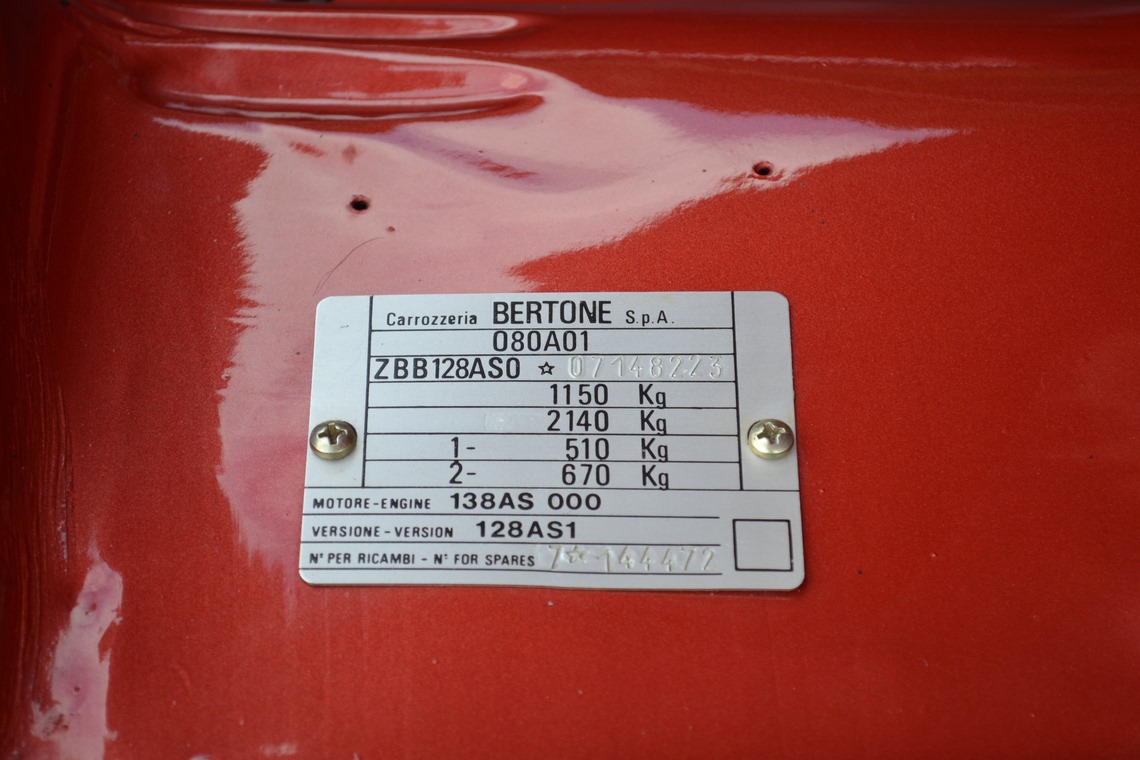 Carrozzeria BERTONE S.p.A.
080A01
ZBB128AS0 ☆ 07148223
1150 Kg
2140 Kg
1- 510 Kg
2- 670 Kg
MOTORE-ENGINE 138AS 000
VERSIONE-VERSION 128AS1
N° PER RICAMBI - N° FOR SPARES 7☆144472